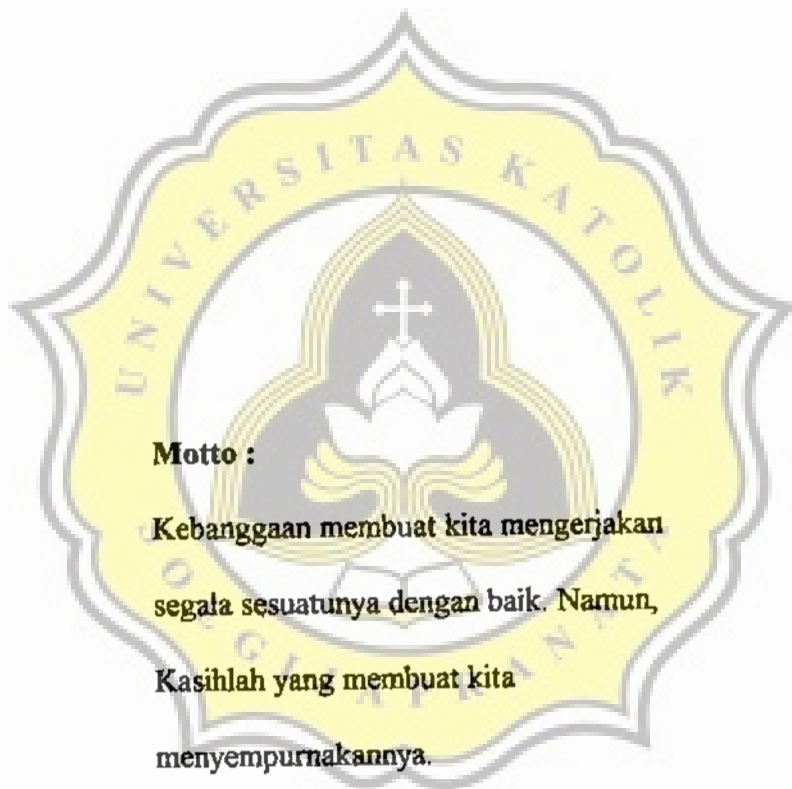 UNIVERSITAS KATOLIK
SOEGIJAPRANATA
Motto :
Kebanggaan membuat kita mengerjakan
segala sesuatunya dengan baik. Namun,
Kasihlah yang membuat kita
menyempurnakannya.